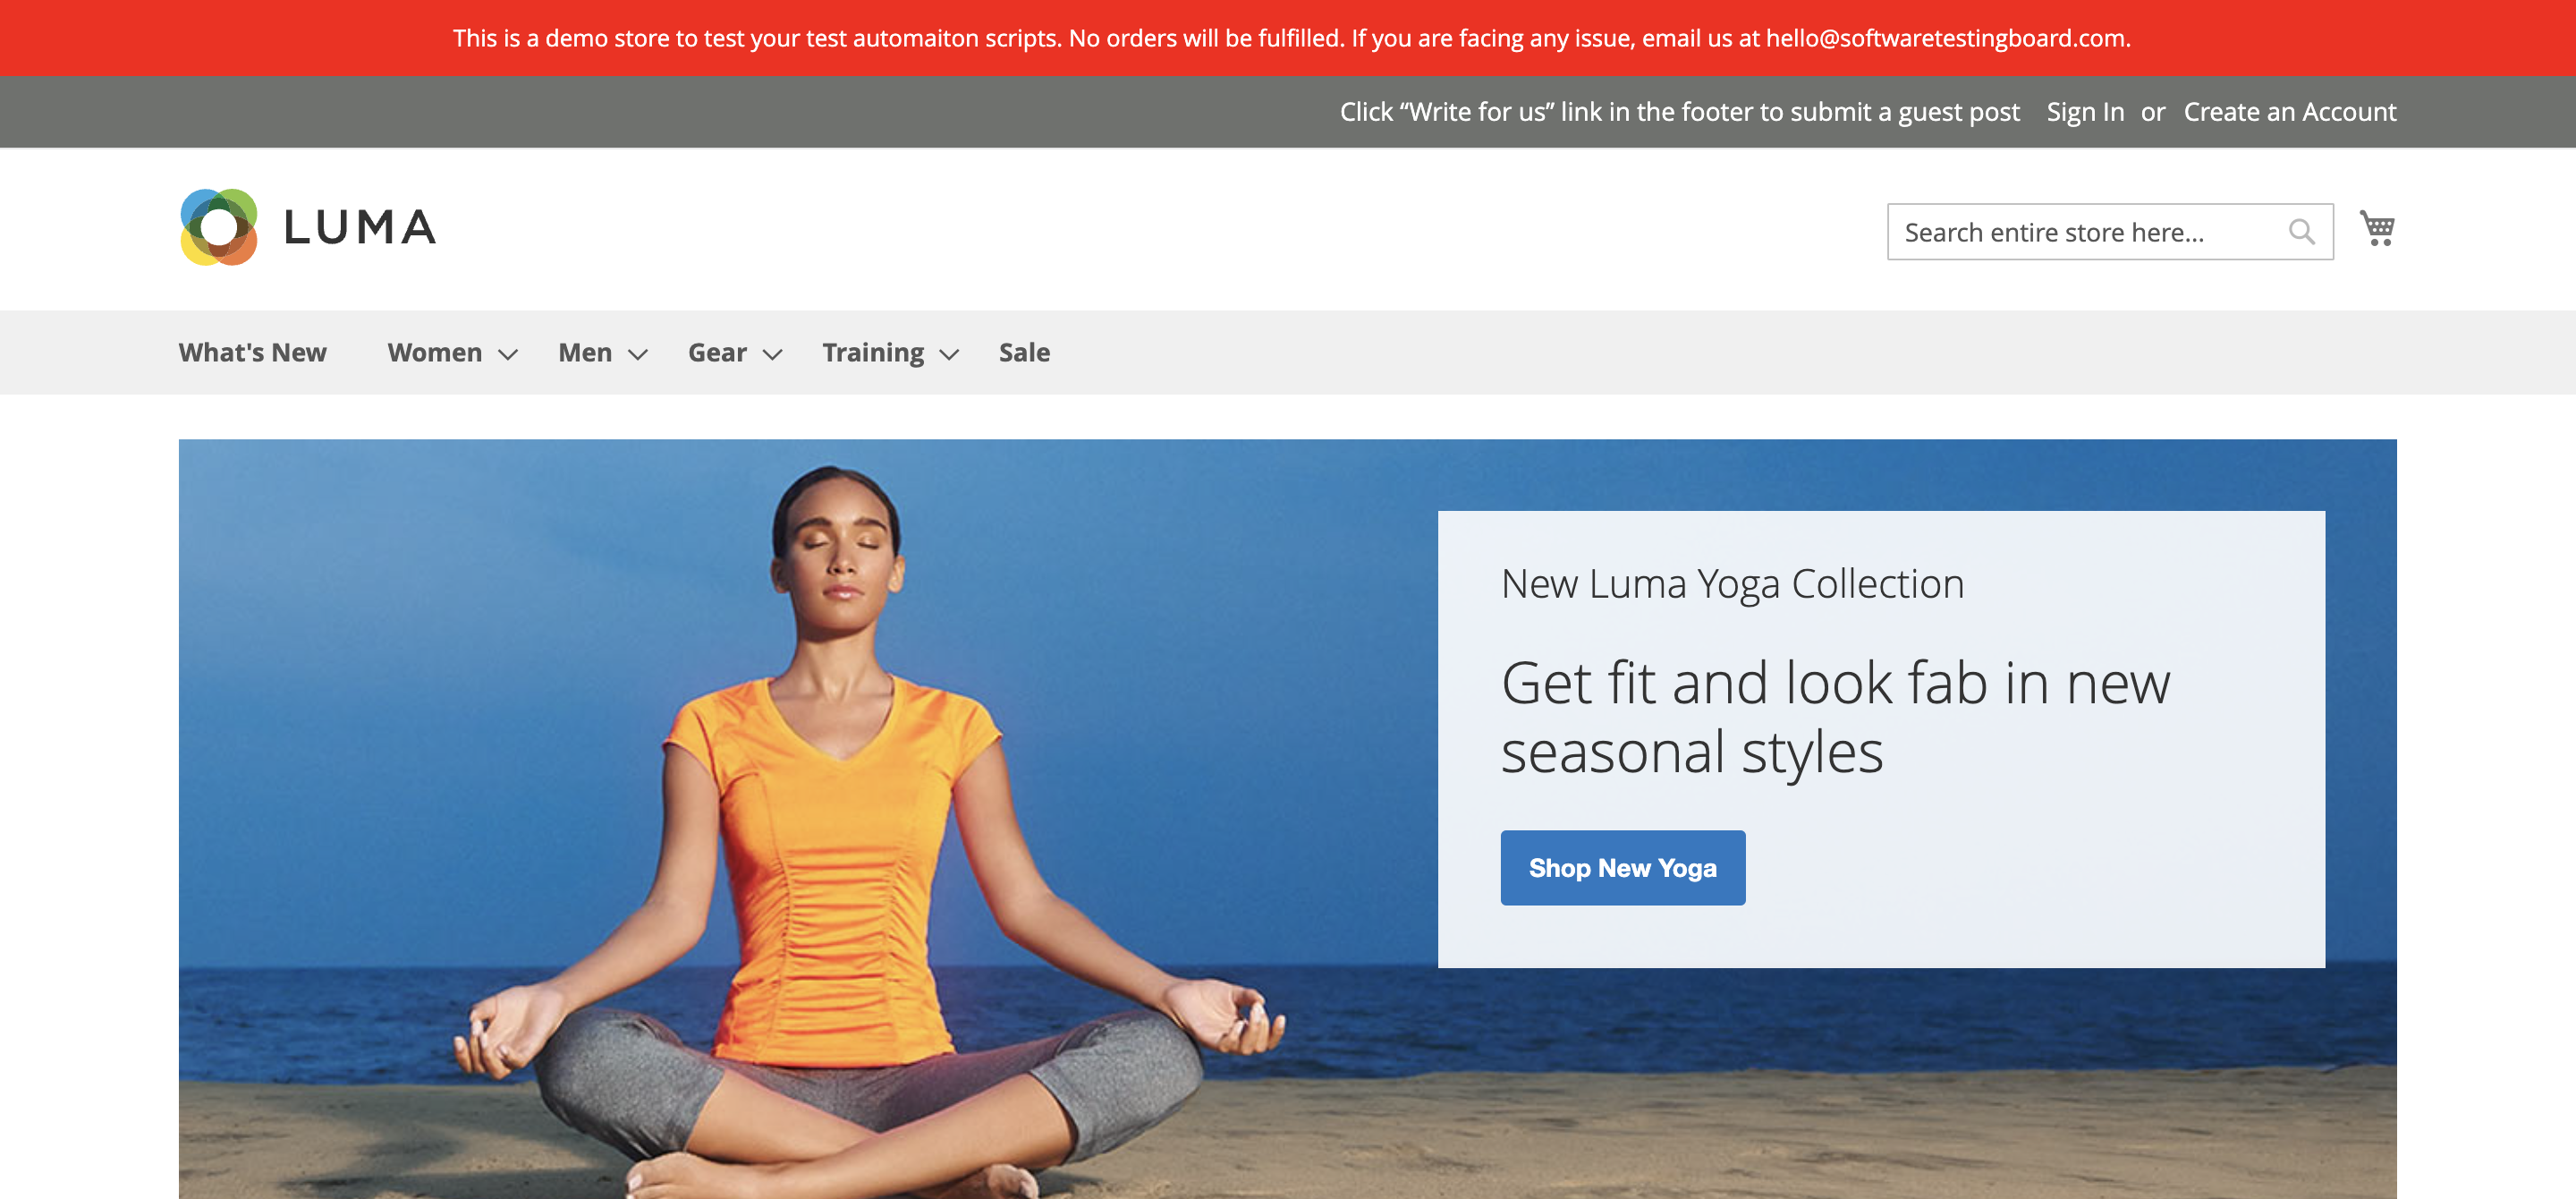 This is a demo store to test your test automaiton scripts. No orders will be fulfilled. If you are facing any issue, email us at hello@softwaretestingboard.com.
Click “Write for us” link in the footer to submit a guest post Sign In or Create an Account
LUMA
Search entire store here...
What's New Women Men Gear Training Sale
New Luma Yoga Collection
Get fit and look fab in new
seasonal styles
Shop New Yoga